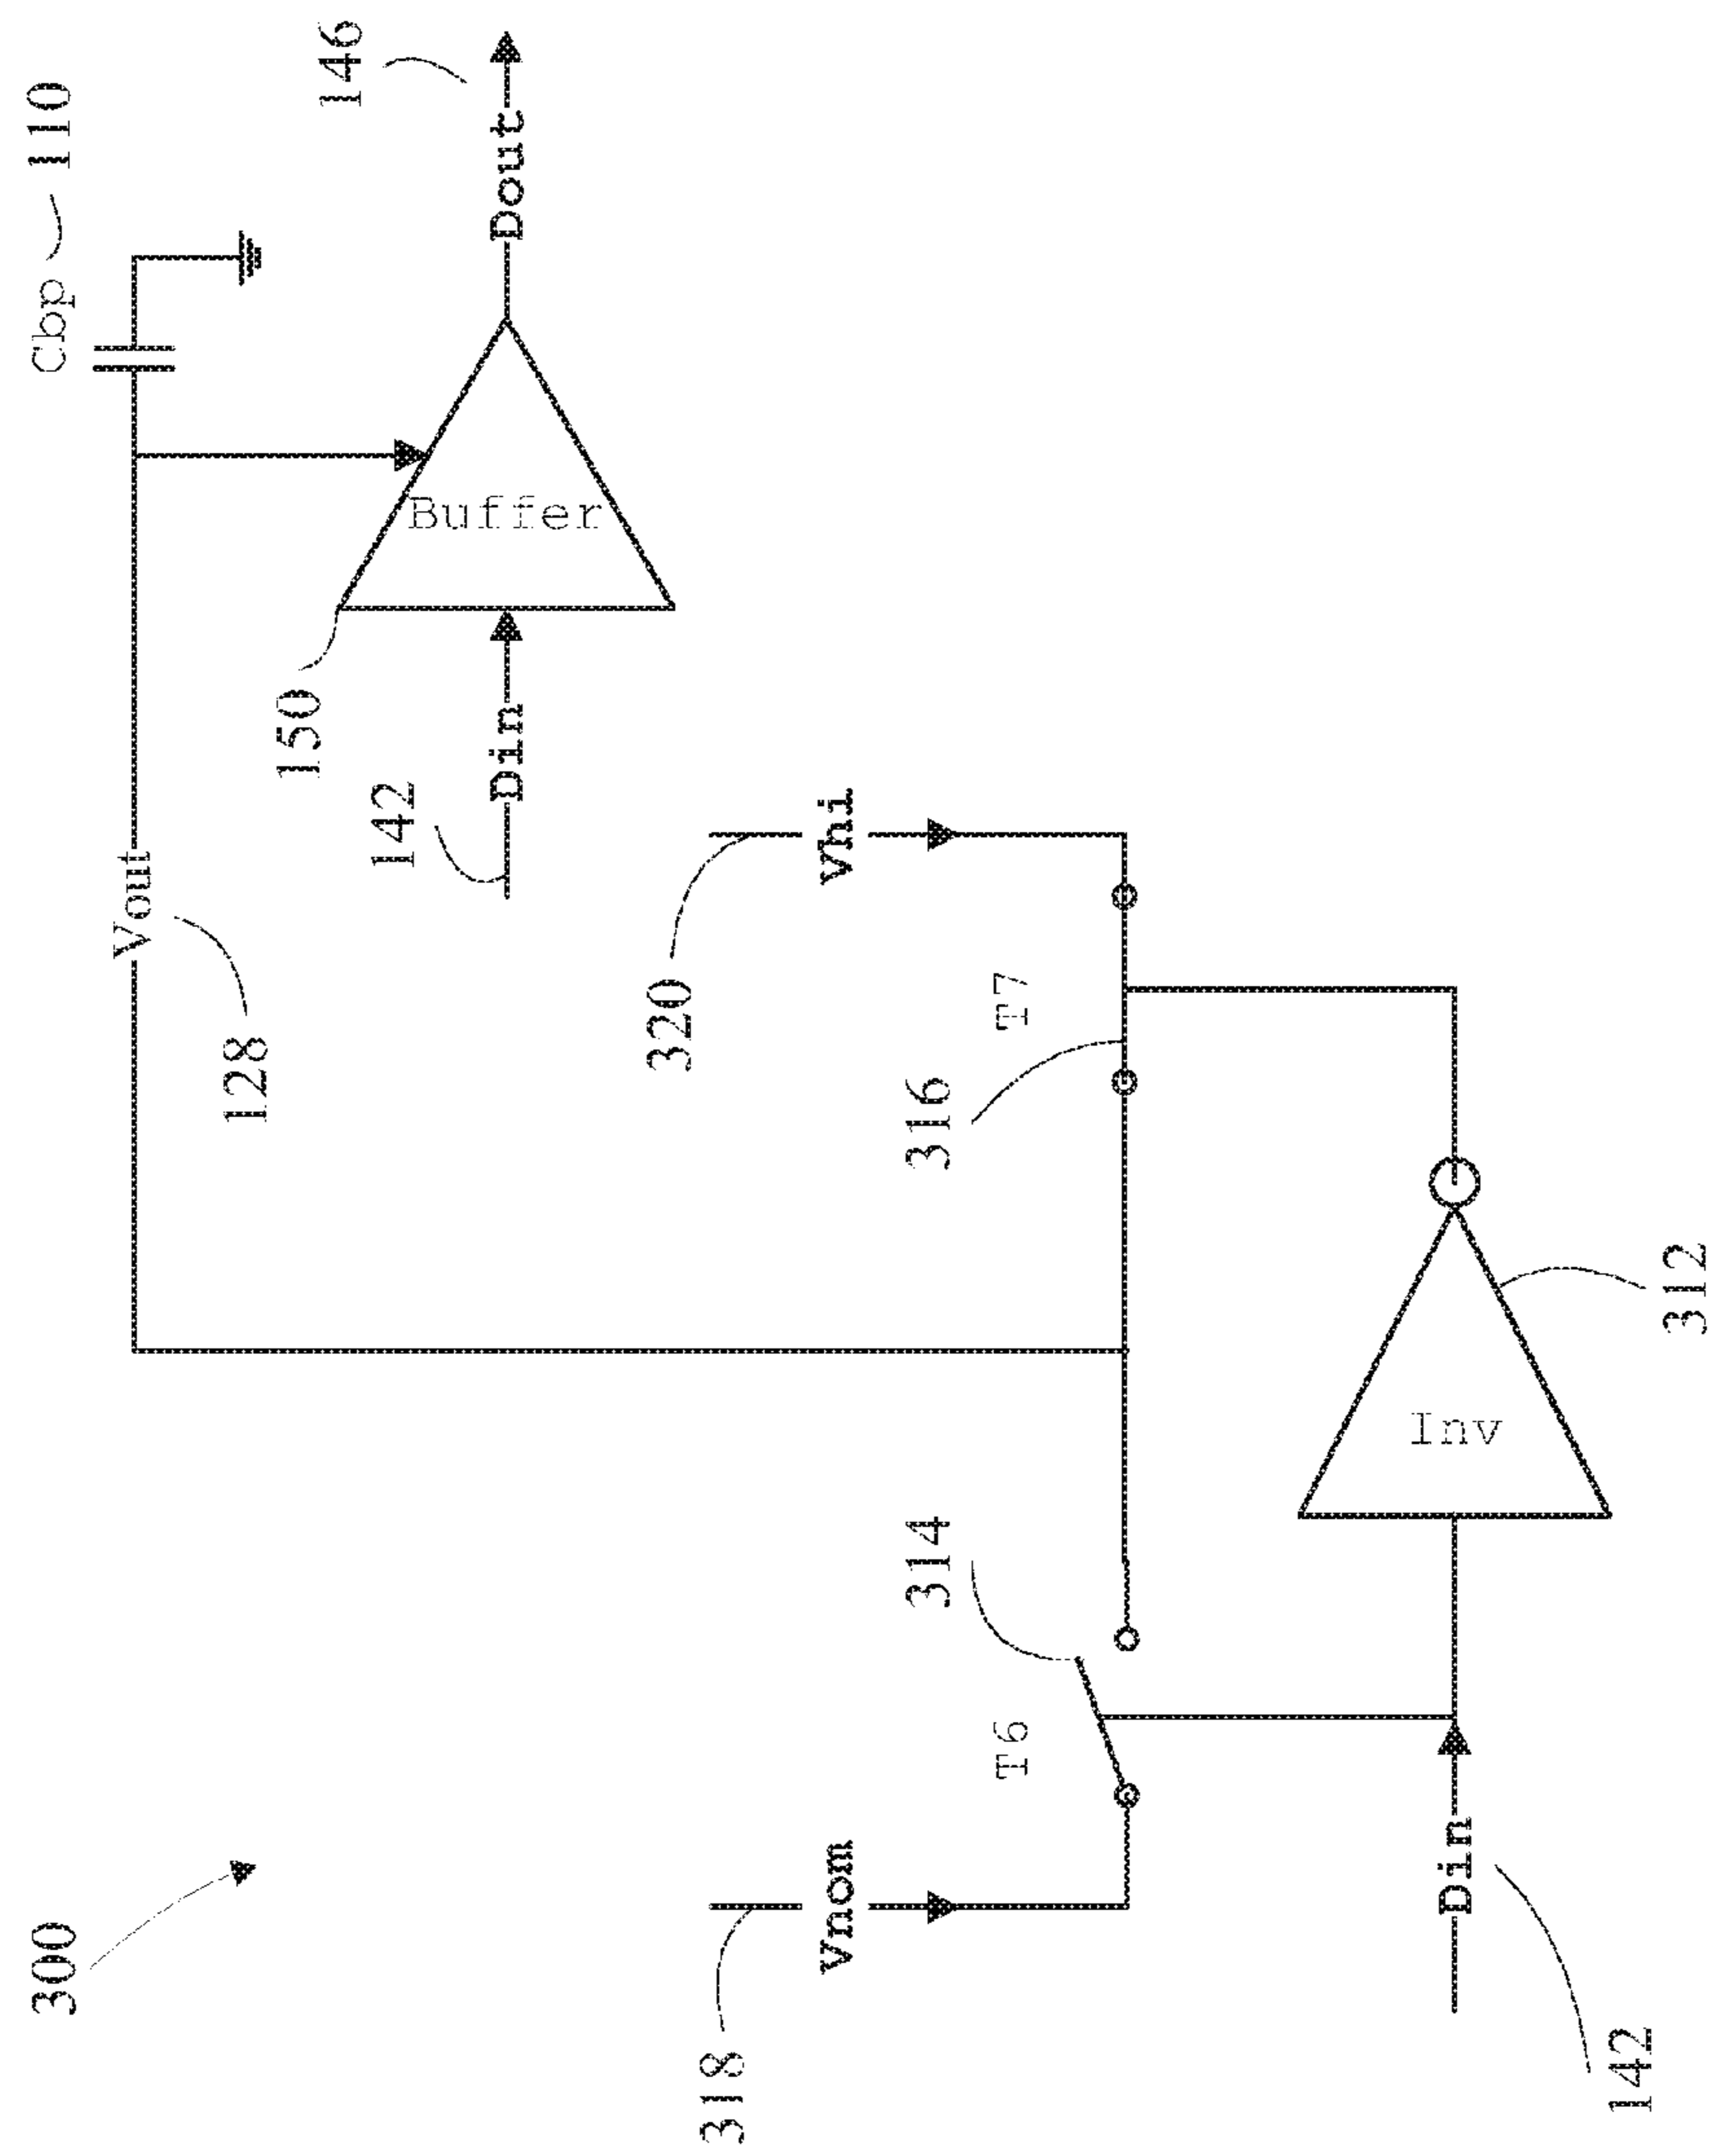 300
Vout
128
Cbp
110
150
Buffer
142
Din
Dout
146
318
Vnom
314
T6
320
Vhi
316
T7
Din
142
Inv
312